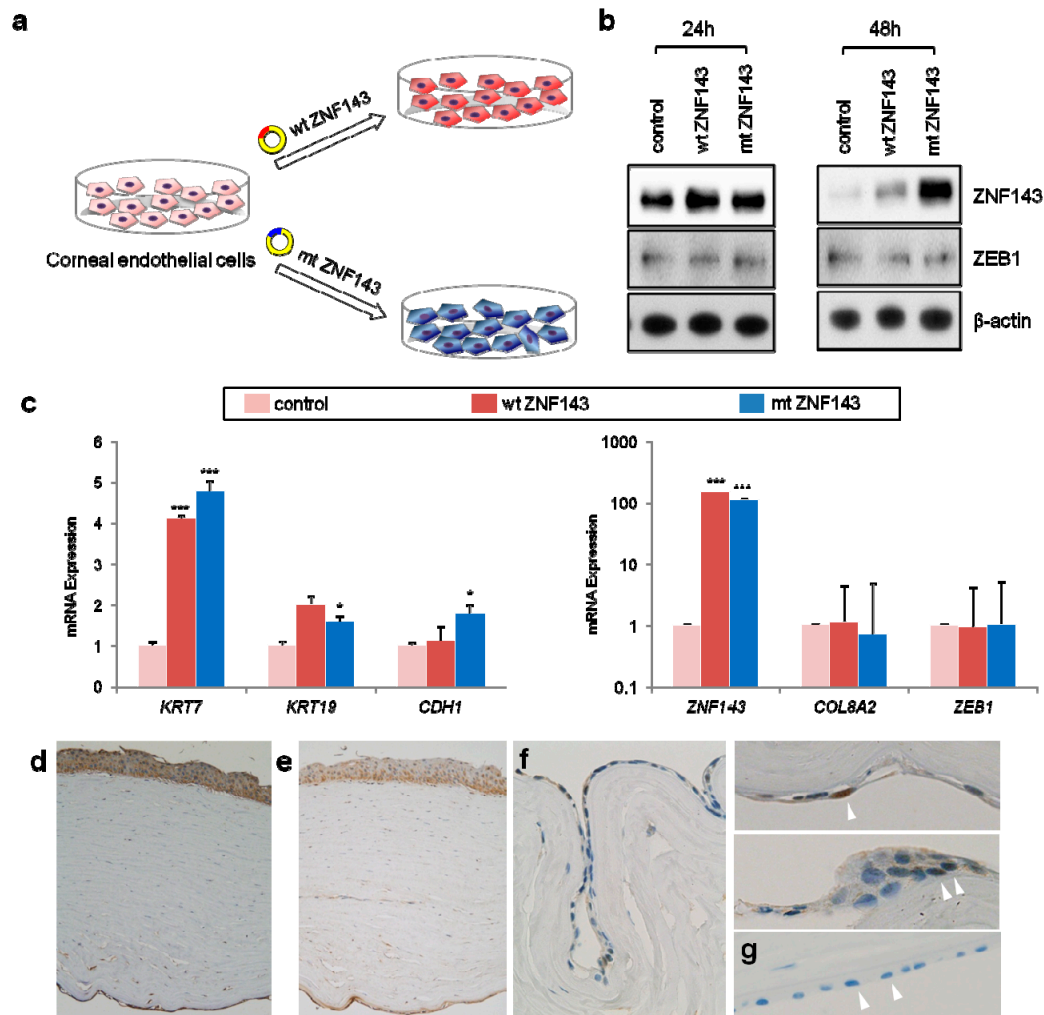 a
wt ZNF143
mt ZNF143
Corneal endothelial cells
b
24h
48h
control
wt ZNF143
mt ZNF143
control
wt ZNF143
mt ZNF143
ZNF143
ZEB1
β-actin
c
control
wt ZNF143
mt ZNF143
mRNA Expression
6
5
4
3
2
1
0
***
***
*
*
KRT7
KRT19
CDH1
mRNA Expression
1000
100
10
1
0.1
***
***
ZNF143
COL8A2
ZEB1
d
e
f
g